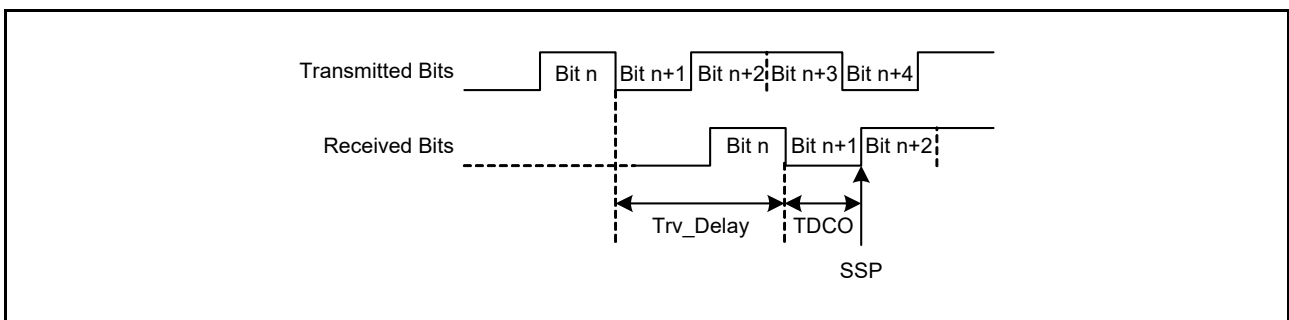 Transmitted Bits Bit n Bit n+1 Bit n+2 Bit n+3 Bit n+4
Received Bits Bit n Bit n+1 Bit n+2
Trv_Delay TDCO
SSP